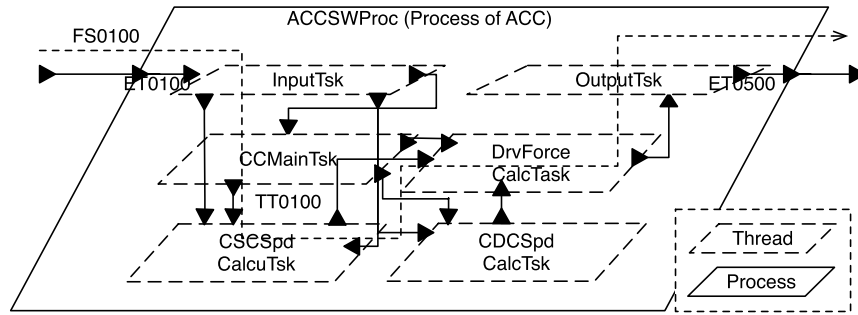 ACCSWProc (Process of ACC)
FS0100
ET0100
InputTsk
OutputTsk
ET0500
CCMainTsk
DrvForce
CalcTask
TT0100
CSCSpd
CalcuTsk
CDCSpd
CalcTsk
Thread
Process